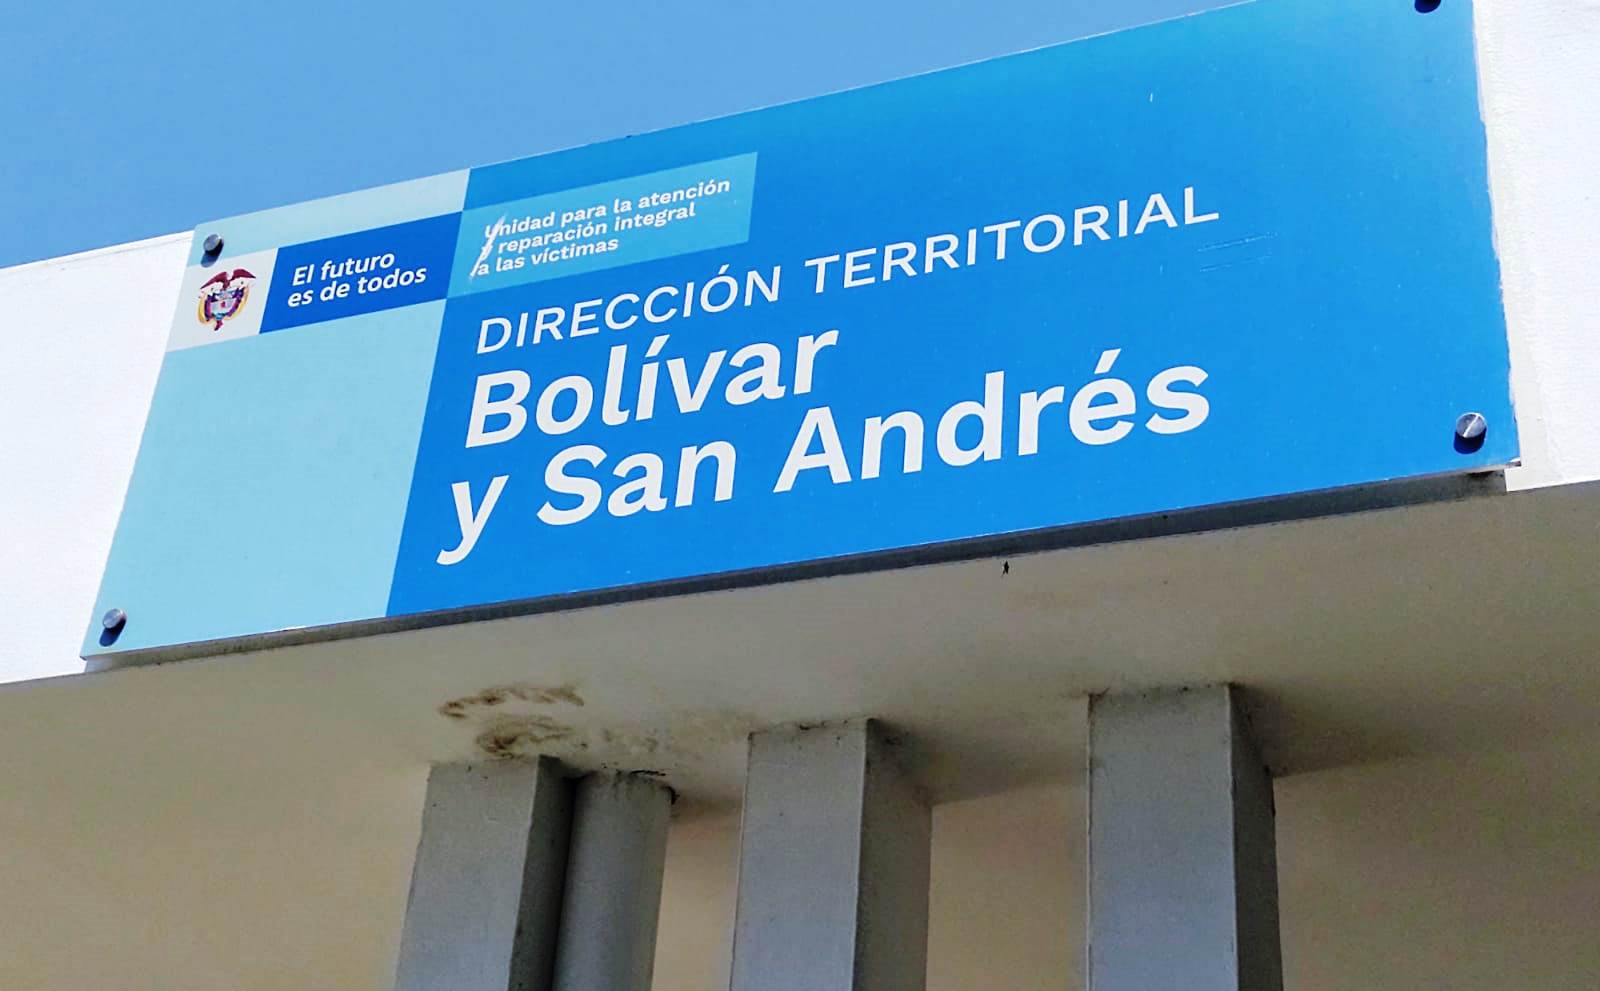 El futuro
es de todos
Unidad para la atención
y reparación integral
a las víctimas
DIRECCIÓN TERRITORIAL
Bolívar
y San Andrés